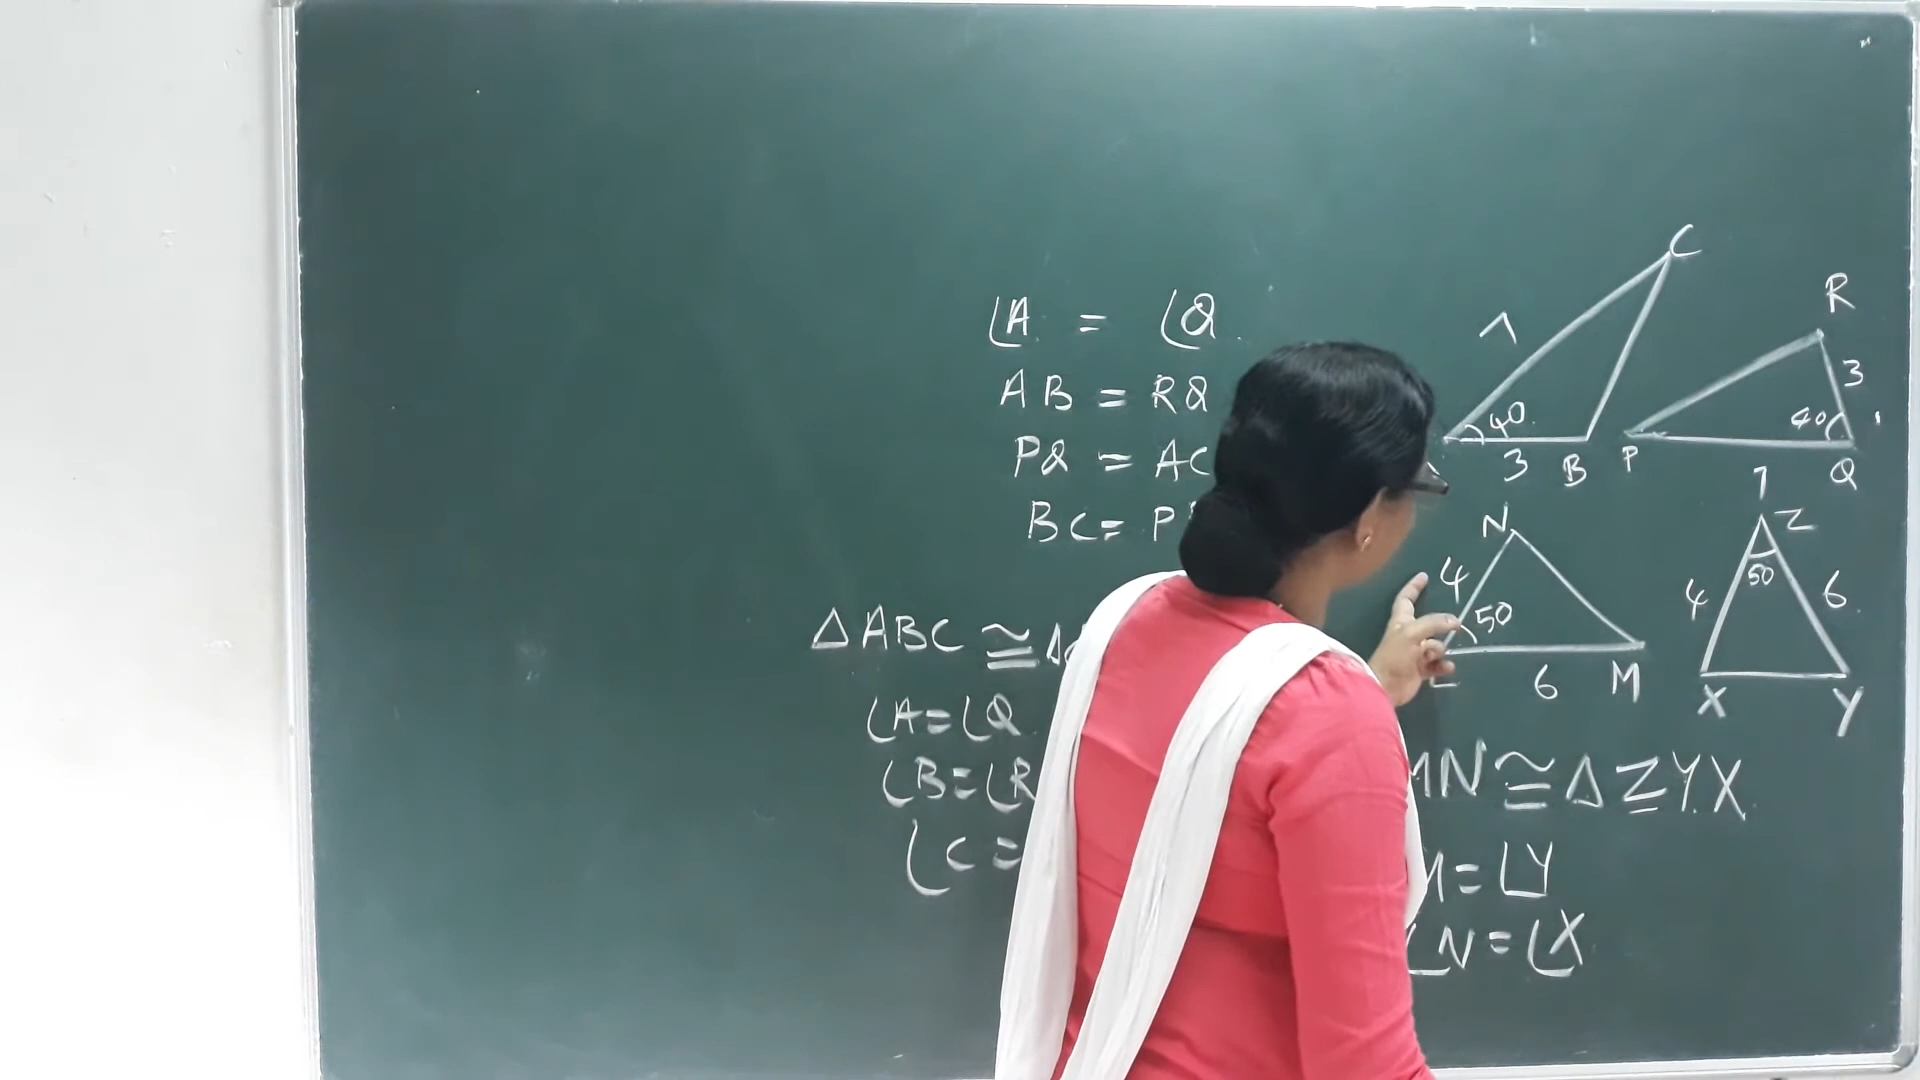 ∠A = ∠Q
AB = RQ
PQ = AC
BC = P
△ABC ≅ △
∠A = ∠Q
∠B = ∠R
∠C =
C
7
40
3
B
R
3
40
P
Q
7
N
4
50
6
M
Z
50
4
6
X
Y
MN ≅ △ZYX
M = ∠Y
∠N = ∠X